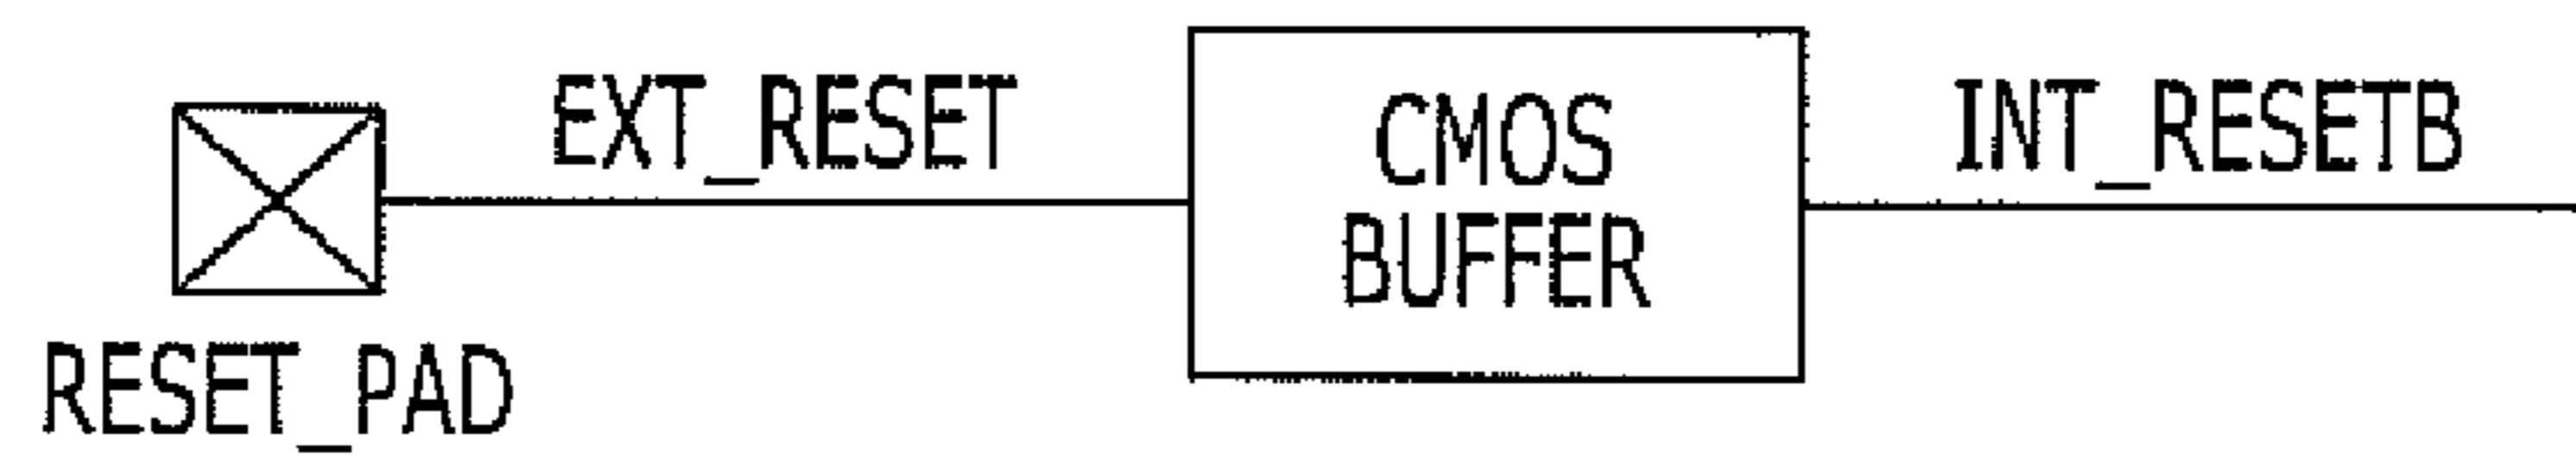 EXT_RESET
CMOS
BUFFER
INT_RESETB
RESET_PAD